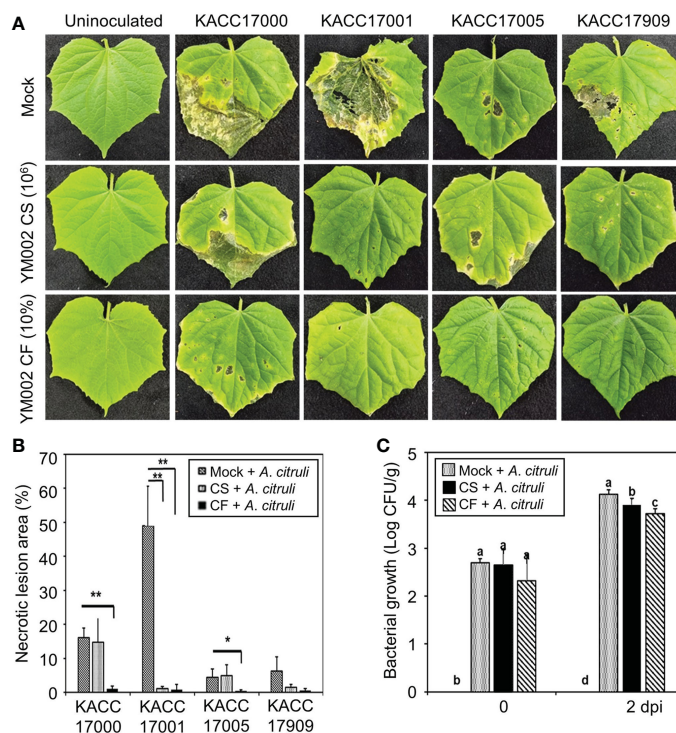 A
Uninoculated KACC17000 KACC17001 KACC17005 KACC17909
Mock
YM002 CS (10⁶)
YM002 CF (10%)
B
Necrotic lesion area (%)
70
60
50
40
30
20
10
0
Mock + A. citruli
CS + A. citruli
CF + A. citruli
**
**
**
*
KACC KACC KACC KACC
17000 17001 17005 17909
C
Bacterial growth (Log CFU/g)
5
4
3
2
1
0
Mock + A. citruli
CS + A. citruli
CF + A. citruli
b a a a
d a b c
0 2 dpi